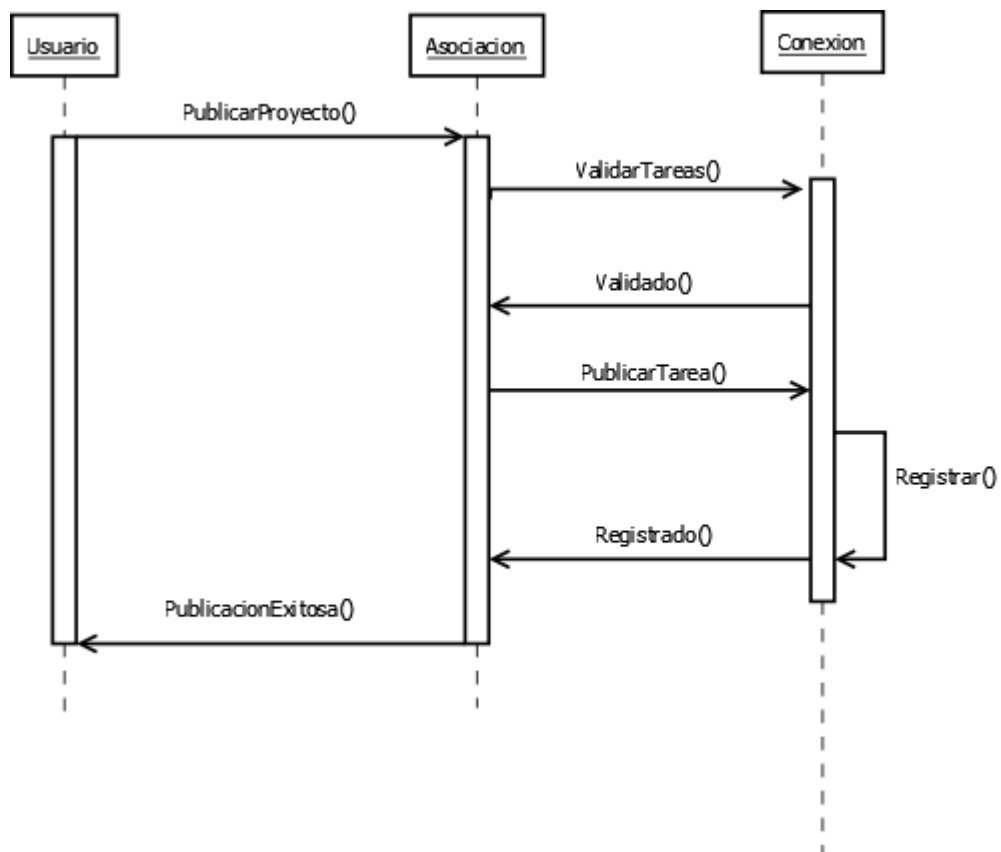 Usuario
Asociacion
Conexion
PublicarProyecto()
ValidarTareas()
Validado()
PublicarTarea()
Registrar()
Registrado()
PublicacionExitosa()